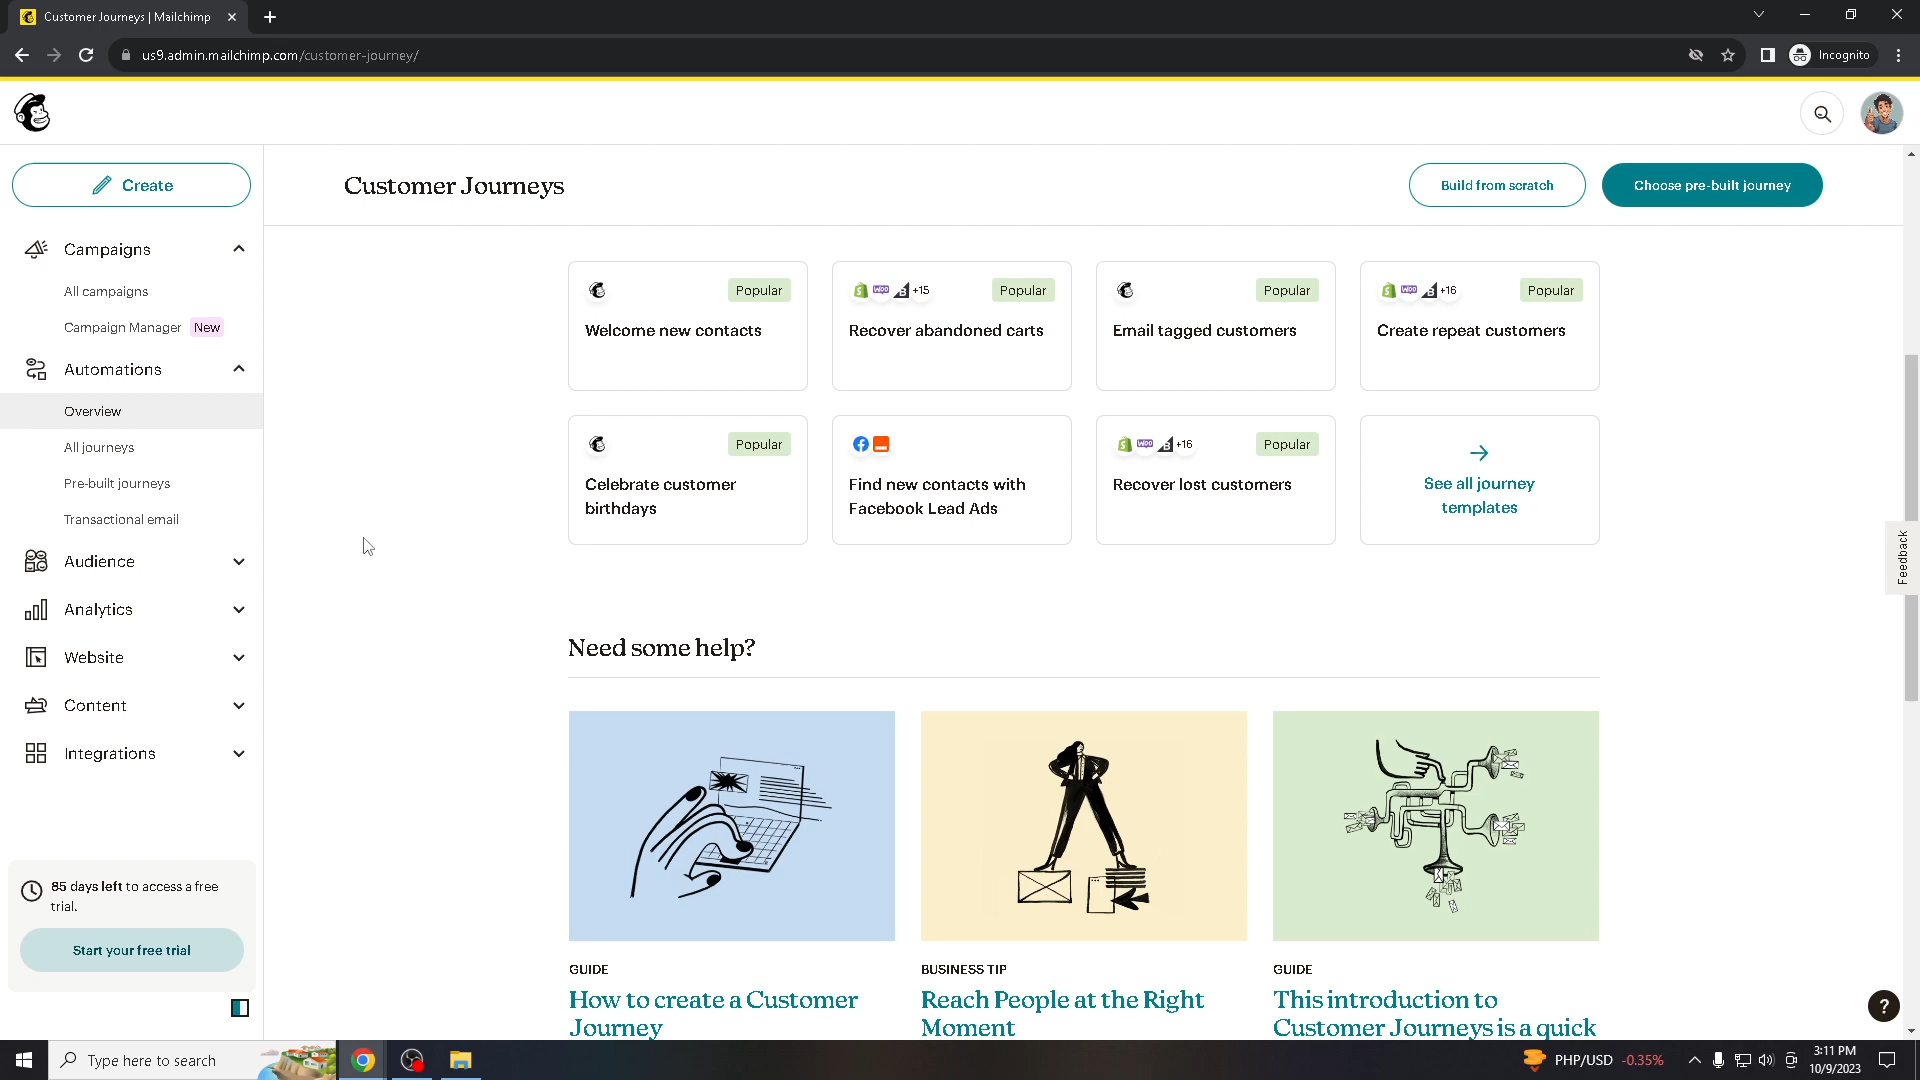 Customer Journeys | Mailchimp
us9.admin.mailchimp.com/customer-journey/
Incognito
Create
Customer Journeys
Build from scratch
Choose pre-built journey
Campaigns
All campaigns
Campaign Manager New
Automations
Overview
All journeys
Pre-built journeys
Transactional email
Audience
Analytics
Website
Content
Integrations
85 days left to access a free
trial.
Start your free trial
Popular
Welcome new contacts
WOO +15 Popular
Recover abandoned carts
Popular
Email tagged customers
WOO +16 Popular
Create repeat customers
Popular
Celebrate customer
birthdays
Find new contacts with
Facebook Lead Ads
WOO +16 Popular
Recover lost customers
See all journey
templates
Feedback
Need some help?
GUIDE
How to create a Customer
Journey
BUSINESS TIP
Reach People at the Right
Moment
GUIDE
This introduction to
Customer Journeys is a quick
?
Type here to search
PHP/USD -0.35%
3:11 PM
10/9/2023